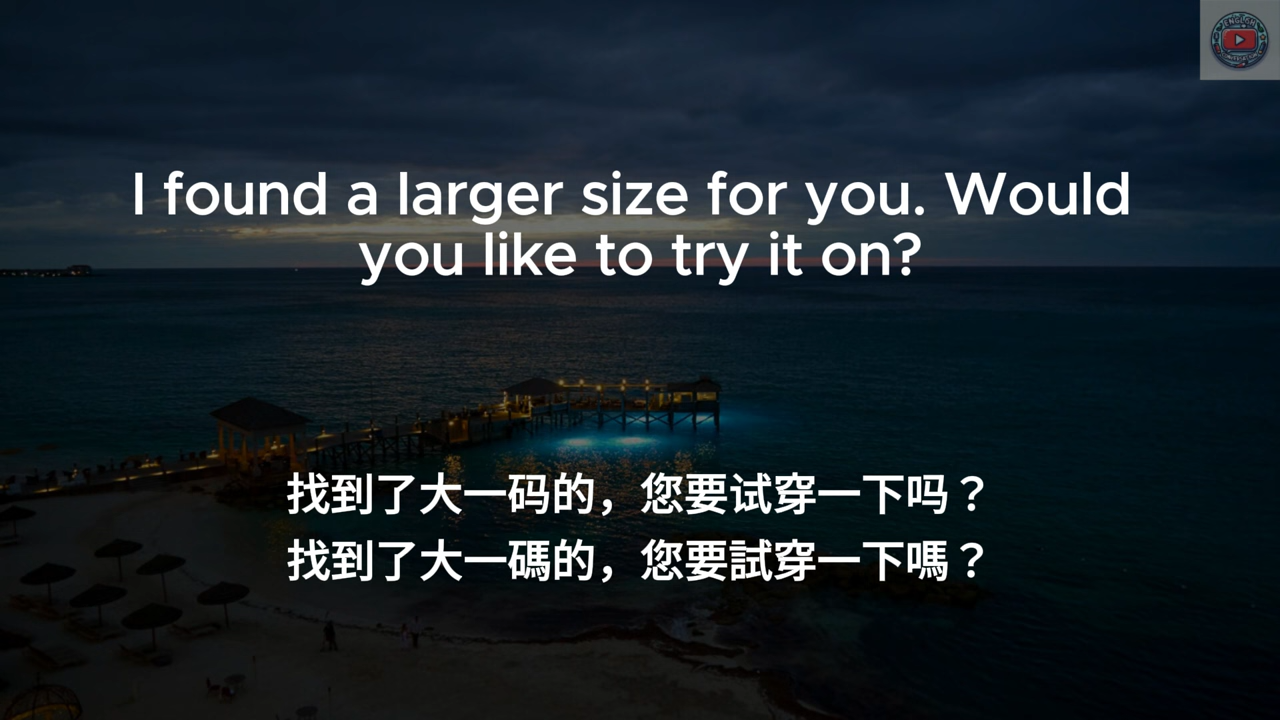 I found a larger size for you. Would
you like to try it on?
找到了大一码的，您要试穿一下吗？
找到了大一碼的，您要試穿一下嗎？